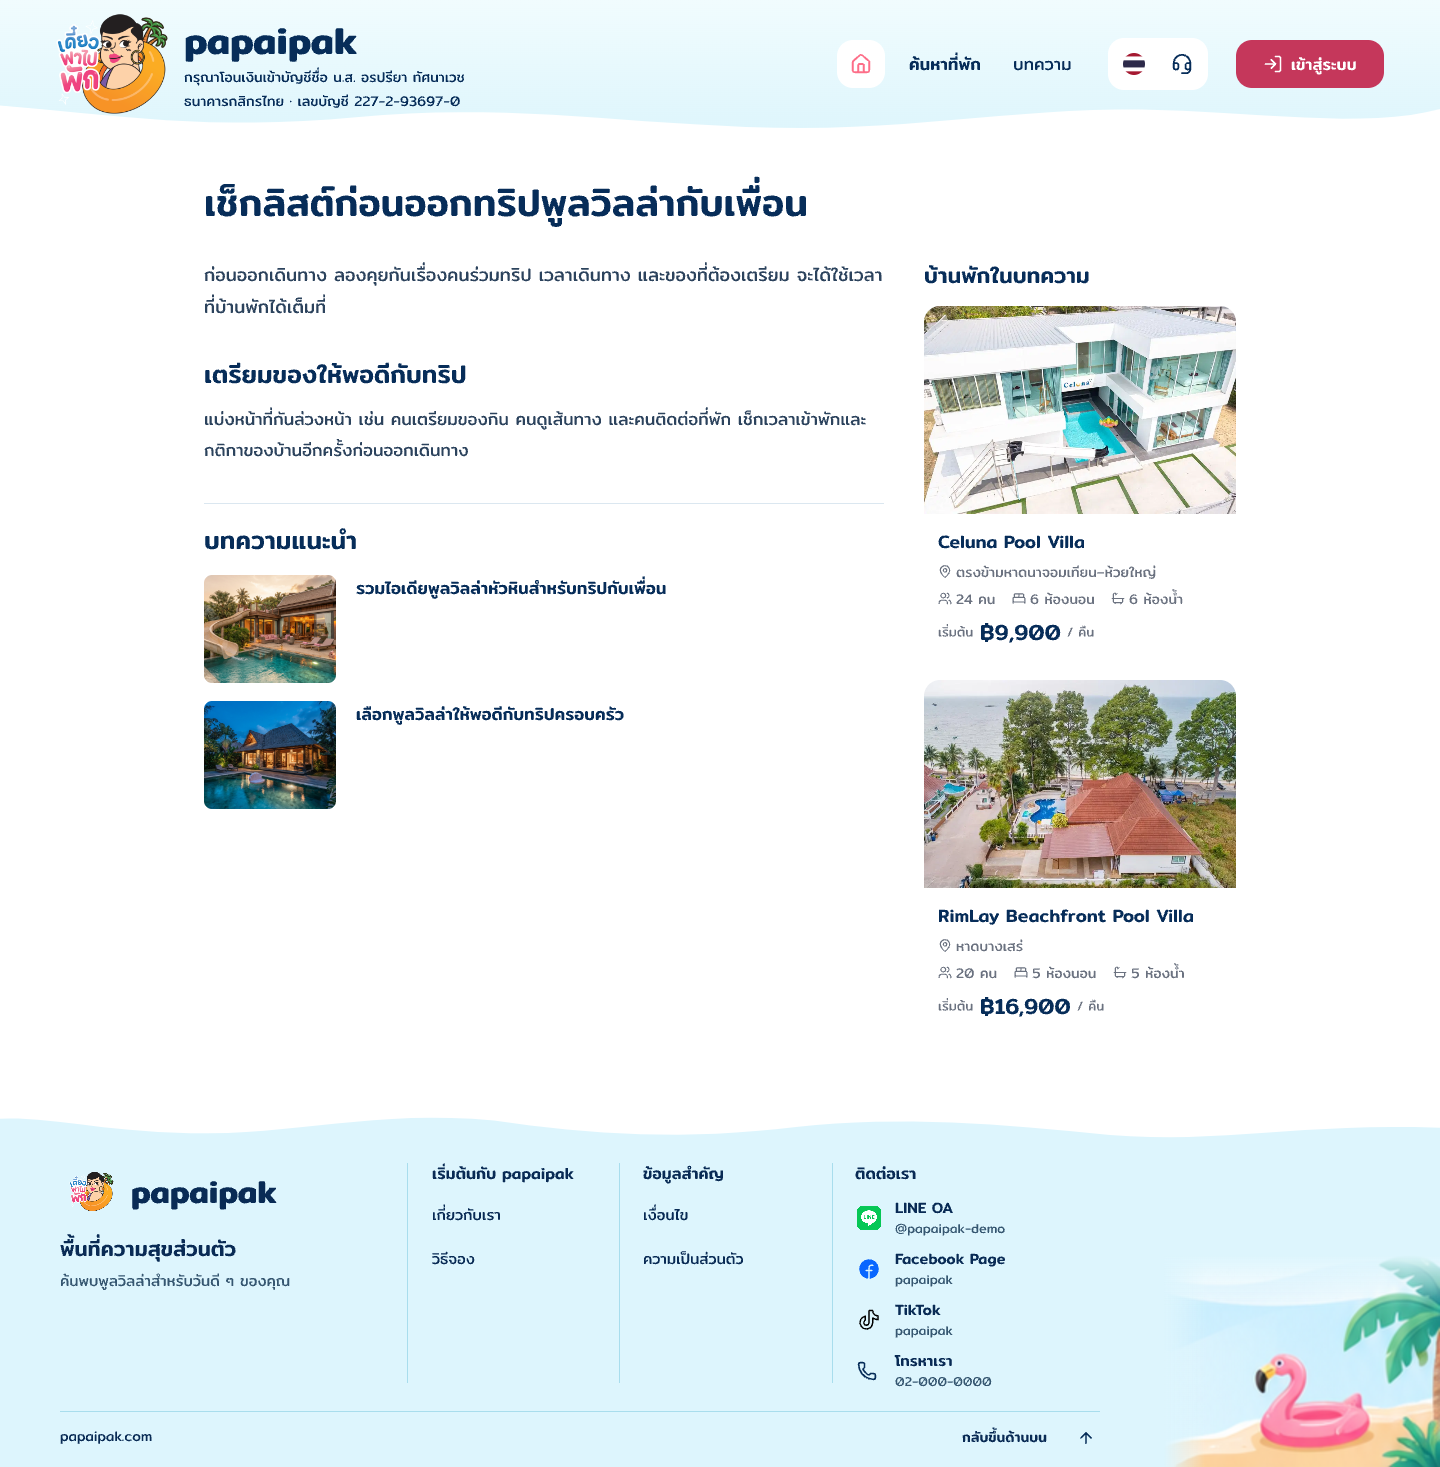 เดี๋ยว
พาไป
พัก
papaipak
กรุณาโอนเงินเข้าบัญชีชื่อ น.ส. อรปรียา ทัศนาเวช
ธนาคารกสิกรไทย · เลขบัญชี 227-2-93697-0
ค้นหาที่พัก
บทความ
เข้าสู่ระบบ
เช็กลิสต์ก่อนออกทริปพูลวิลล่ากับเพื่อน
ก่อนออกเดินทาง ลองคุยกันเรื่องคนร่วมทริป เวลาเดินทาง และของที่ต้องเตรียม จะได้ใช้เวลา
ที่บ้านพักได้เต็มที่
เตรียมของให้พอดีกับทริป
แบ่งหน้าที่กันล่วงหน้า เช่น คนเตรียมของกิน คนดูเส้นทาง และคนติดต่อที่พัก เช็กเวลาเข้าพักและ
กติกาของบ้านอีกครั้งก่อนออกเดินทาง
บทความแนะนำ
รวมไอเดียพูลวิลล่าหัวหินสำหรับทริปกับเพื่อน
เลือกพูลวิลล่าให้พอดีกับทริปครอบครัว
บ้านพักในบทความ
Celuna
Celuna Pool Villa
ตรงข้ามหาดนาจอมเทียน-ห้วยใหญ่
24 คน 6 ห้องนอน 6 ห้องน้ำ
เริ่มต้น ฿9,900 / คืน
RimLay Beachfront Pool Villa
หาดบางเสร่
20 คน 5 ห้องนอน 5 ห้องน้ำ
เริ่มต้น ฿16,900 / คืน
เดี๋ยว
พาไป
พัก
papaipak
พื้นที่ความสุขส่วนตัว
ค้นพบพูลวิลล่าสำหรับวันดี ๆ ของคุณ
เริ่มต้นกับ papaipak
เกี่ยวกับเรา
วิธีจอง
ข้อมูลสำคัญ
เงื่อนไข
ความเป็นส่วนตัว
ติดต่อเรา
LINE
LINE OA
@papaipak-demo
Facebook Page
papaipak
TikTok
papaipak
โทรหาเรา
02-000-0000
papaipak.com
กลับขึ้นด้านบน